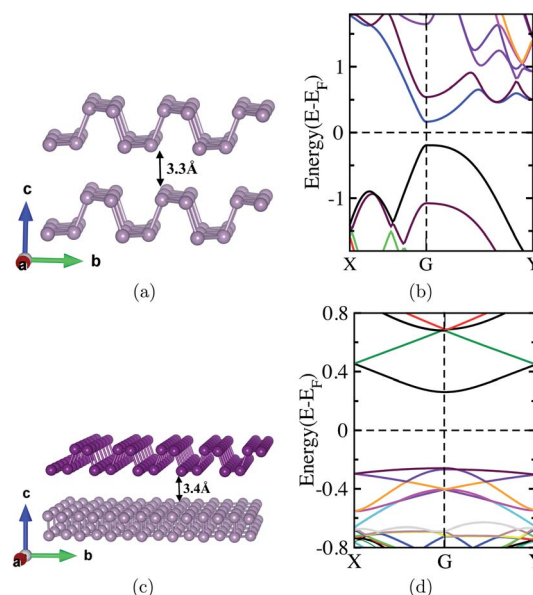 3.3Å
c
a
b
(a)
Energy(E-E_F)
1
0
-1
X
G
Y
(b)
3.4Å
c
a
b
(c)
Energy(E-E_F)
0.8
0.4
0
-0.4
-0.8
X
G
Y
(d)